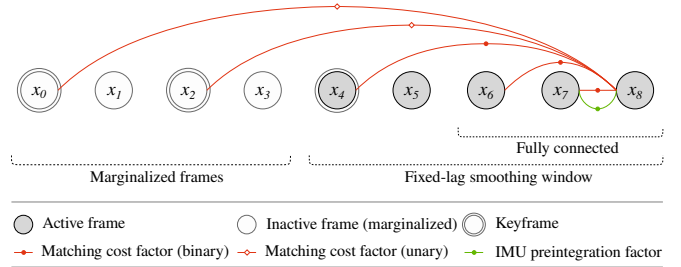 x0 x1 x2 x3 x4 x5 x6 x7 x8
Fully connected
Marginalized frames Fixed-lag smoothing window
Active frame Inactive frame (marginalized) Keyframe
Matching cost factor (binary) Matching cost factor (unary) IMU preintegration factor